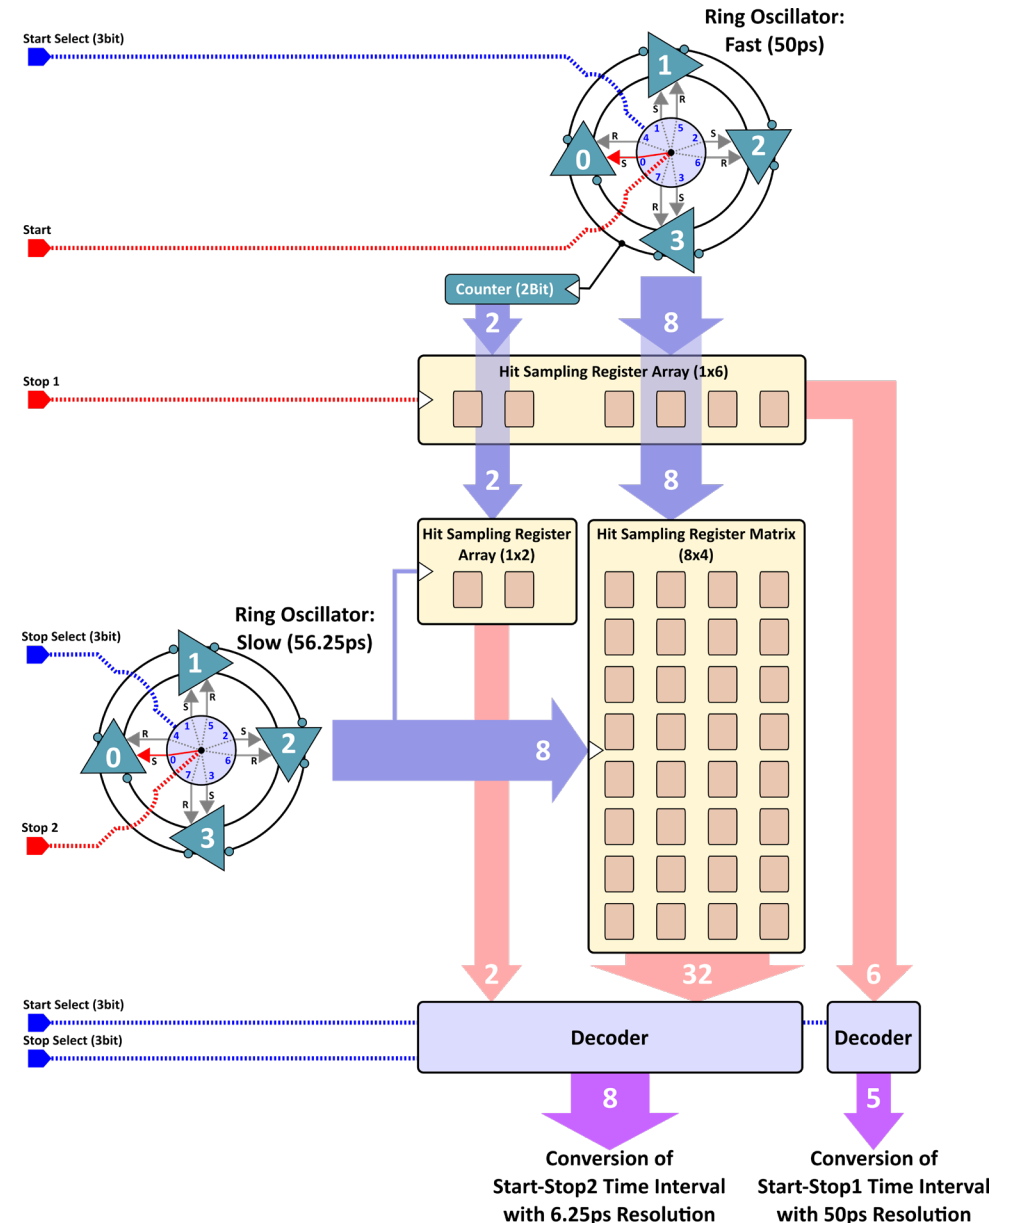 Ring Oscillator:
Fast (50ps)
Start Select (3bit)
1
S
R
1
5
4
2
0
6
7
3
R
S
S
R
0
2
R
S
3
Start
Counter (2Bit)
2
8
Stop 1
Hit Sampling Register Array (1x6)
2
8
Hit Sampling Register
Array (1x2)
Hit Sampling Register Matrix
(8x4)
Ring Oscillator:
Slow (56.25ps)
Stop Select (3bit)
1
S
R
1
5
4
2
0
6
7
3
R
S
S
R
0
2
R
S
3
8
Stop 2
2
32
6
Start Select (3bit)
Stop Select (3bit)
Decoder
Decoder
8
5
Conversion of
Start-Stop2 Time Interval
with 6.25ps Resolution
Conversion of
Start-Stop1 Time Interval
with 50ps Resolution